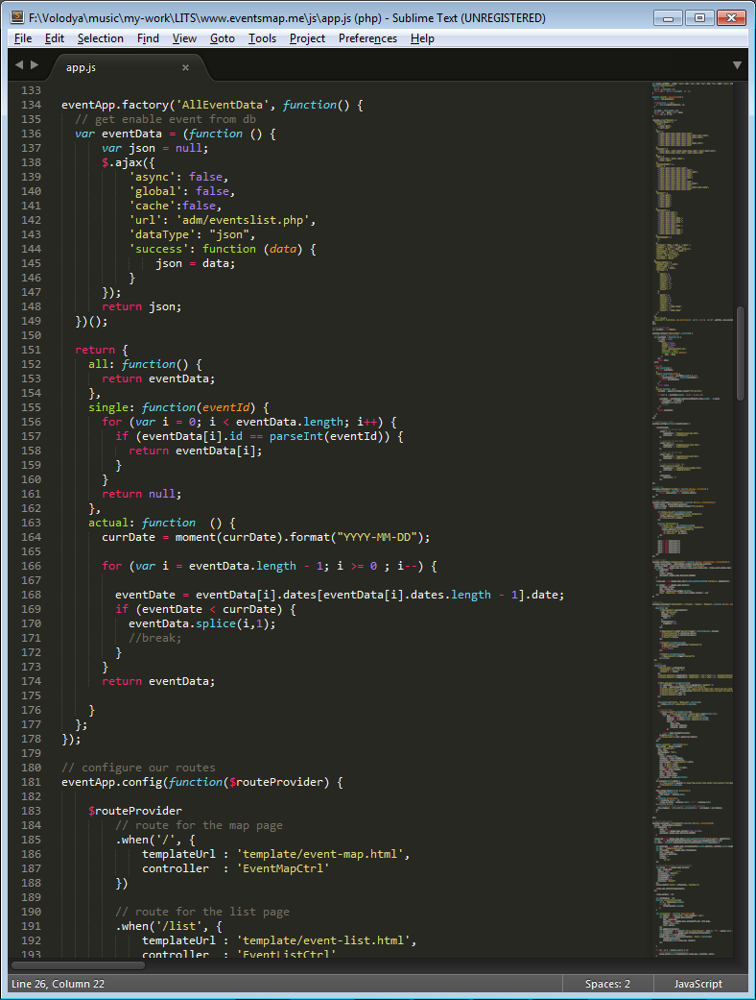 F:\Volodya\music\my-work\LITS\www.eventsmap.me\js\app.js (php) - Sublime Text (UNREGISTERED)
File Edit Selection Find View Goto Tools Project Preferences Help
app.js ×
133
134 eventApp.factory('AllEventData', function() {
135   // get enable event from db
136   var eventData = (function () {
137       var json = null;
138       $.ajax({
139           'async': false,
140           'global': false,
141           'cache':false,
142           'url': 'adm/eventslist.php',
143           'dataType': "json",
144           'success': function (data) {
145               json = data;
146           }
147       });
148       return json;
149   })();
150
151   return {
152     all: function() {
153       return eventData;
154     },
155     single: function(eventId) {
156       for (var i = 0; i < eventData.length; i++) {
157         if (eventData[i].id == parseInt(eventId)) {
158           return eventData[i];
159         }
160       }
161       return null;
162     },
163     actual: function  () {
164       currDate = moment(currDate).format("YYYY-MM-DD");
165
166       for (var i = eventData.length - 1; i >= 0 ; i--) {
167
168         eventDate = eventData[i].dates[eventData[i].dates.length - 1].date;
169         if (eventDate < currDate) {
170           eventData.splice(i,1);
171           //break;
172         }
173       }
174       return eventData;
175
176     }
177   };
178 });
179
180 // configure our routes
181 eventApp.config(function($routeProvider) {
182
183     $routeProvider
184         // route for the map page
185         .when('/', {
186             templateUrl : 'template/event-map.html',
187             controller  : 'EventMapCtrl'
188         })
189
190         // route for the list page
191         .when('/list', {
192             templateUrl : 'template/event-list.html',
193             controller  : 'EventListCtrl'
Line 26, Column 22 Spaces: 2 JavaScript